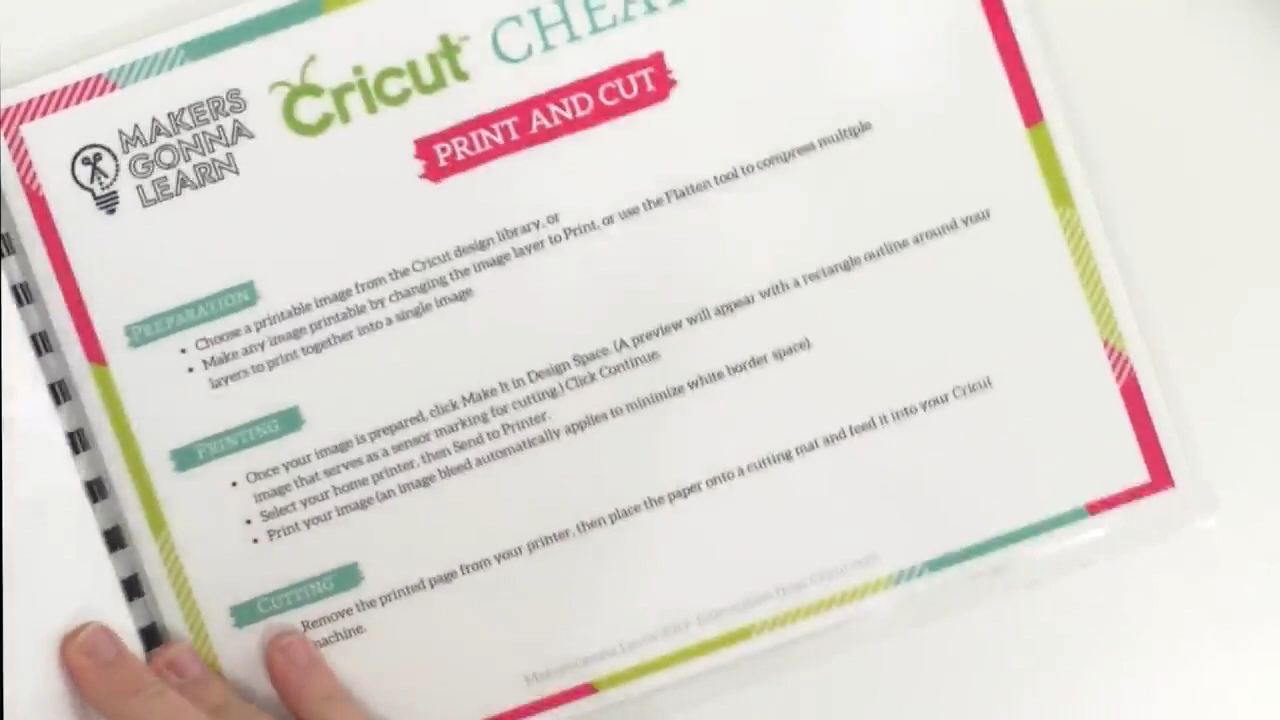 MAKERS
GONNA
LEARN
Cricut
PRINT AND CUT
PREPARATION
• Choose a printable image from the Cricut design library, or
• Make any image printable by changing the image layer to Print, or use the Flatten tool to compress multiple
layers to print together into a single image
PRINTING
• Once your image is prepared, click Make It in Design Space. (A preview will appear with a rectangle outline around your
image that serves as a sensor marking for cutting.) Click Continue.
• Select your home printer, then Send to Printer.
• Print your image (an image bleed automatically applies to minimize white border space).
CUTTING
Remove the printed page from your printer, then place the paper onto a cutting mat and feed it into your Cricut
machine.